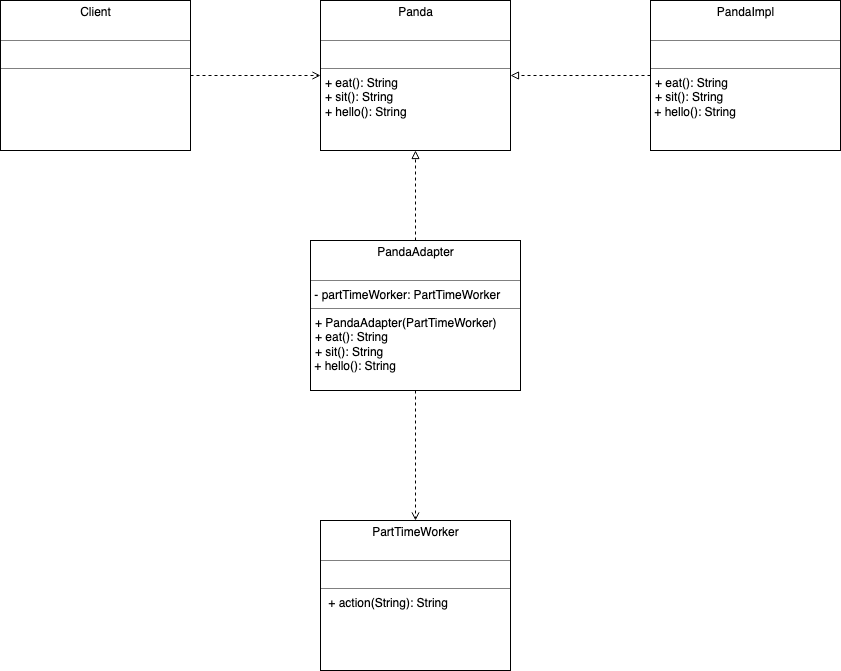 Client
Panda
+ eat(): String
+ sit(): String
+ hello(): String
PandaImpl
+ eat(): String
+ sit(): String
+ hello(): String
PandaAdapter
- partTimeWorker: PartTimeWorker
+ PandaAdapter(PartTimeWorker)
+ eat(): String
+ sit(): String
+ hello(): String
PartTimeWorker
+ action(String): String